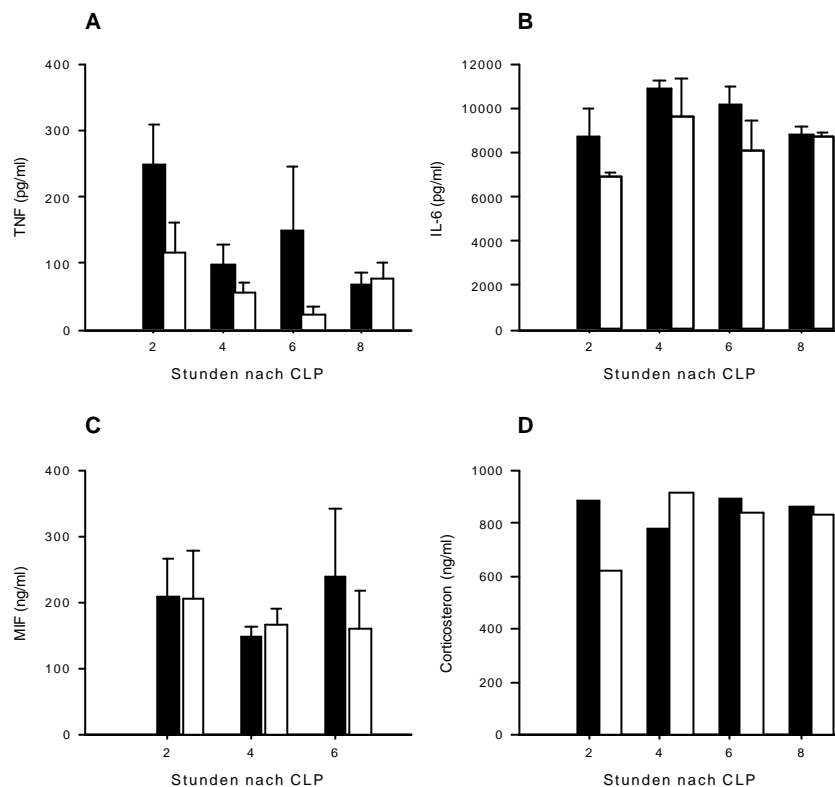 A
TNF (pg/ml)
400
300
200
100
0
2 4 6 8
Stunden nach CLP
B
IL-6 (pg/ml)
12000
10000
8000
6000
4000
2000
0
2 4 6 8
Stunden nach CLP
C
MIF (ng/ml)
400
300
200
100
0
2 4 6
Stunden nach CLP
D
Corticosteron (ng/ml)
1000
800
600
400
200
0
2 4 6 8
Stunden nach CLP